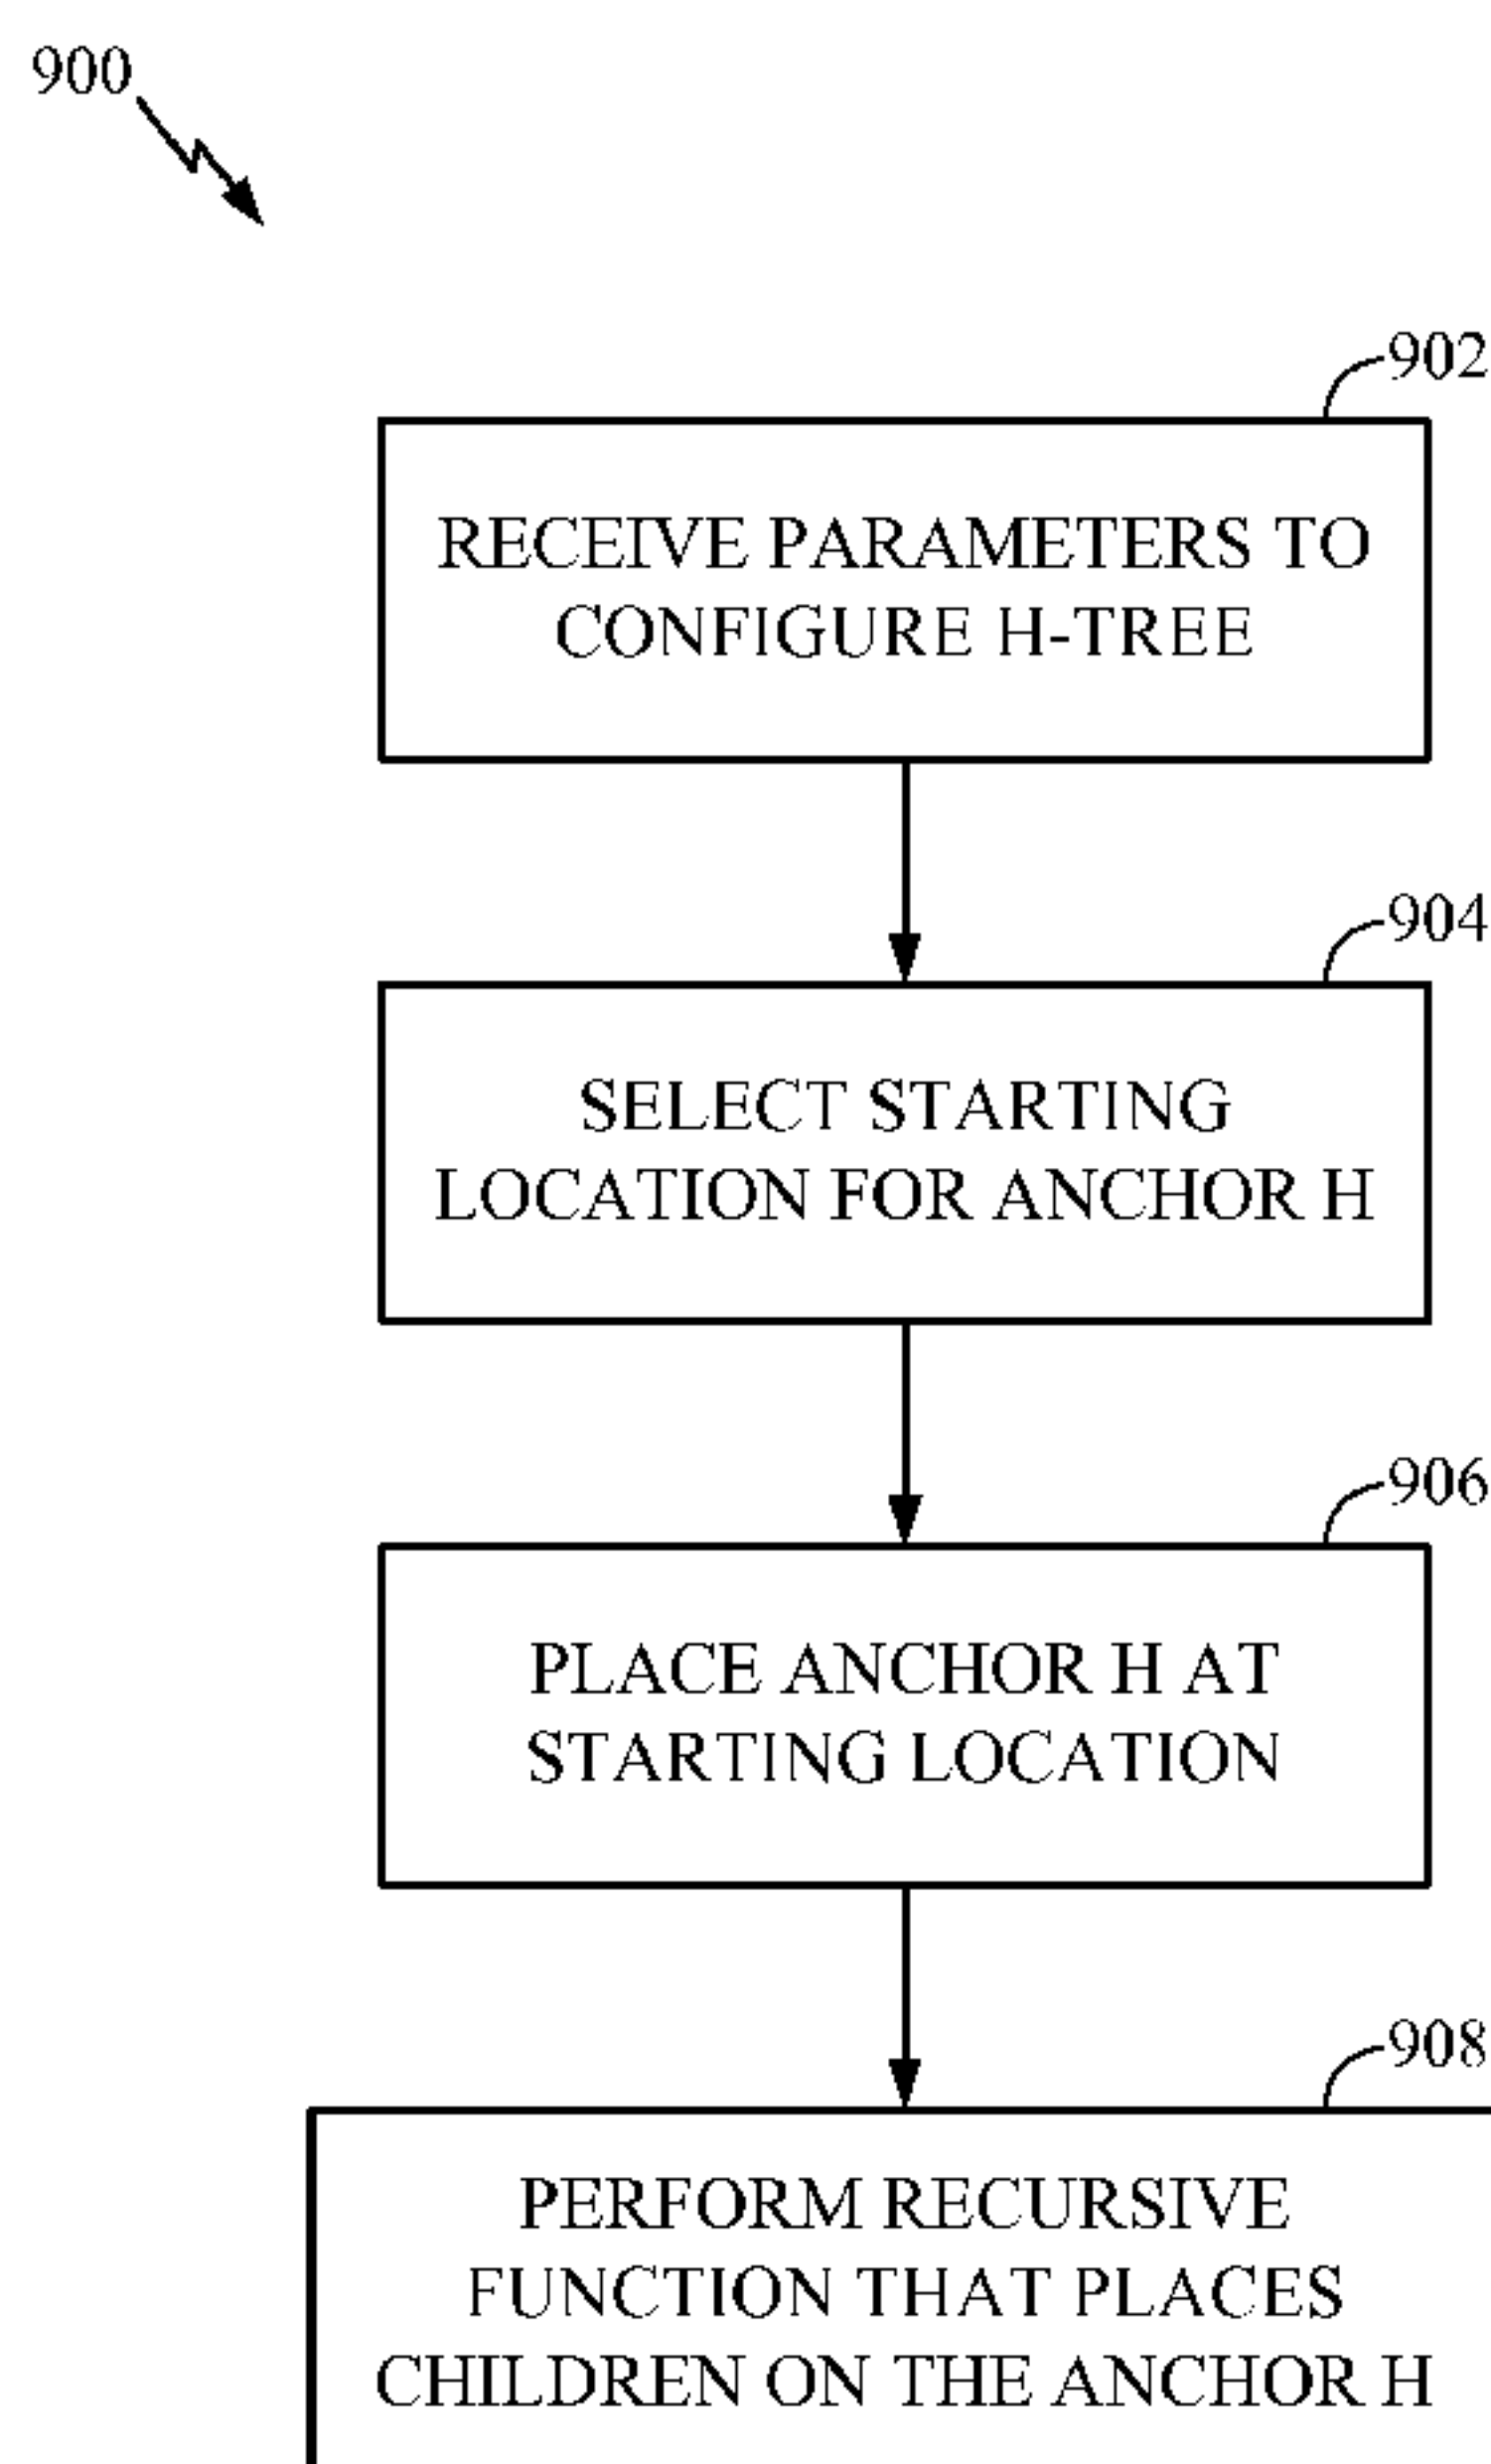 900
902
RECEIVE PARAMETERS TO
CONFIGURE H-TREE
904
SELECT STARTING
LOCATION FOR ANCHOR H
906
PLACE ANCHOR H AT
STARTING LOCATION
908
PERFORM RECURSIVE
FUNCTION THAT PLACES
CHILDREN ON THE ANCHOR H